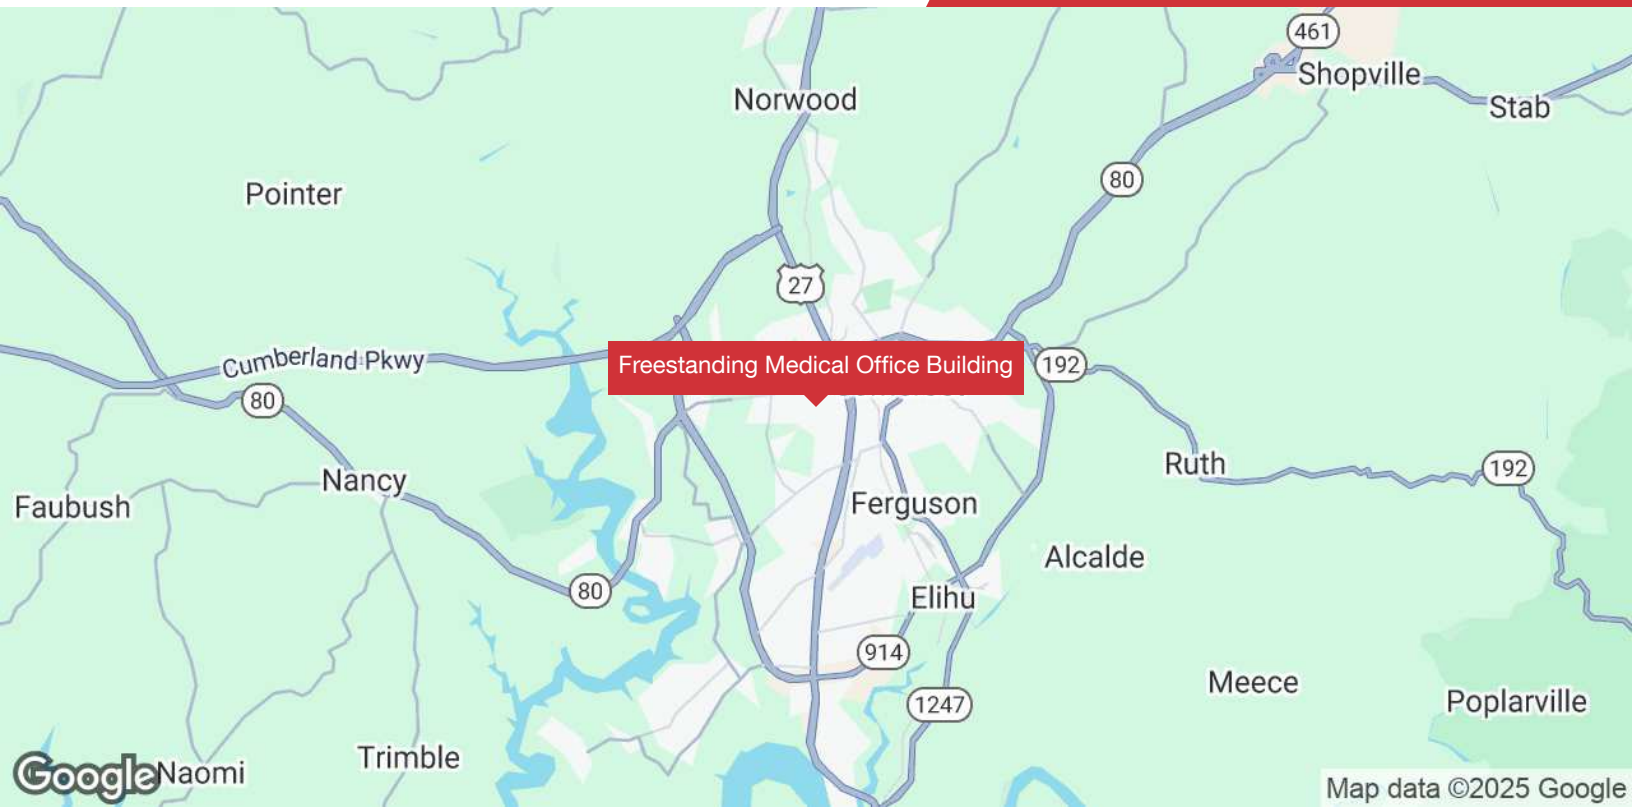 461
Shopville
Norwood
Stab
80
Pointer
27
Cumberland Pkwy
Freestanding Medical Office Building
192
80
Ruth
192
Nancy
Faubush
Ferguson
Alcalde
80
Elihu
914
Meece
1247
Poplarville
Trimble
Google
Naomi
Map data ©2025 Google